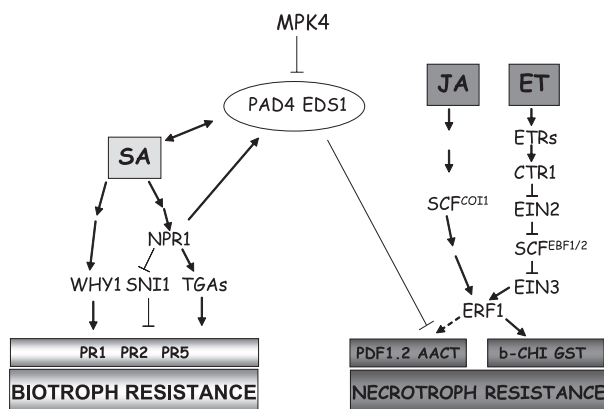 MPK4
PAD4 EDS1
JA
ET
SA
ETRs
CTR1
SCF^COI1
EIN2
NPR1
SCF^EBF1/2
WHY1 SNI1 TGAs
EIN3
ERF1
PR1 PR2 PR5
PDF1.2 AACT
b-CHI GST
BIOTROPH RESISTANCE
NECROTROPH RESISTANCE